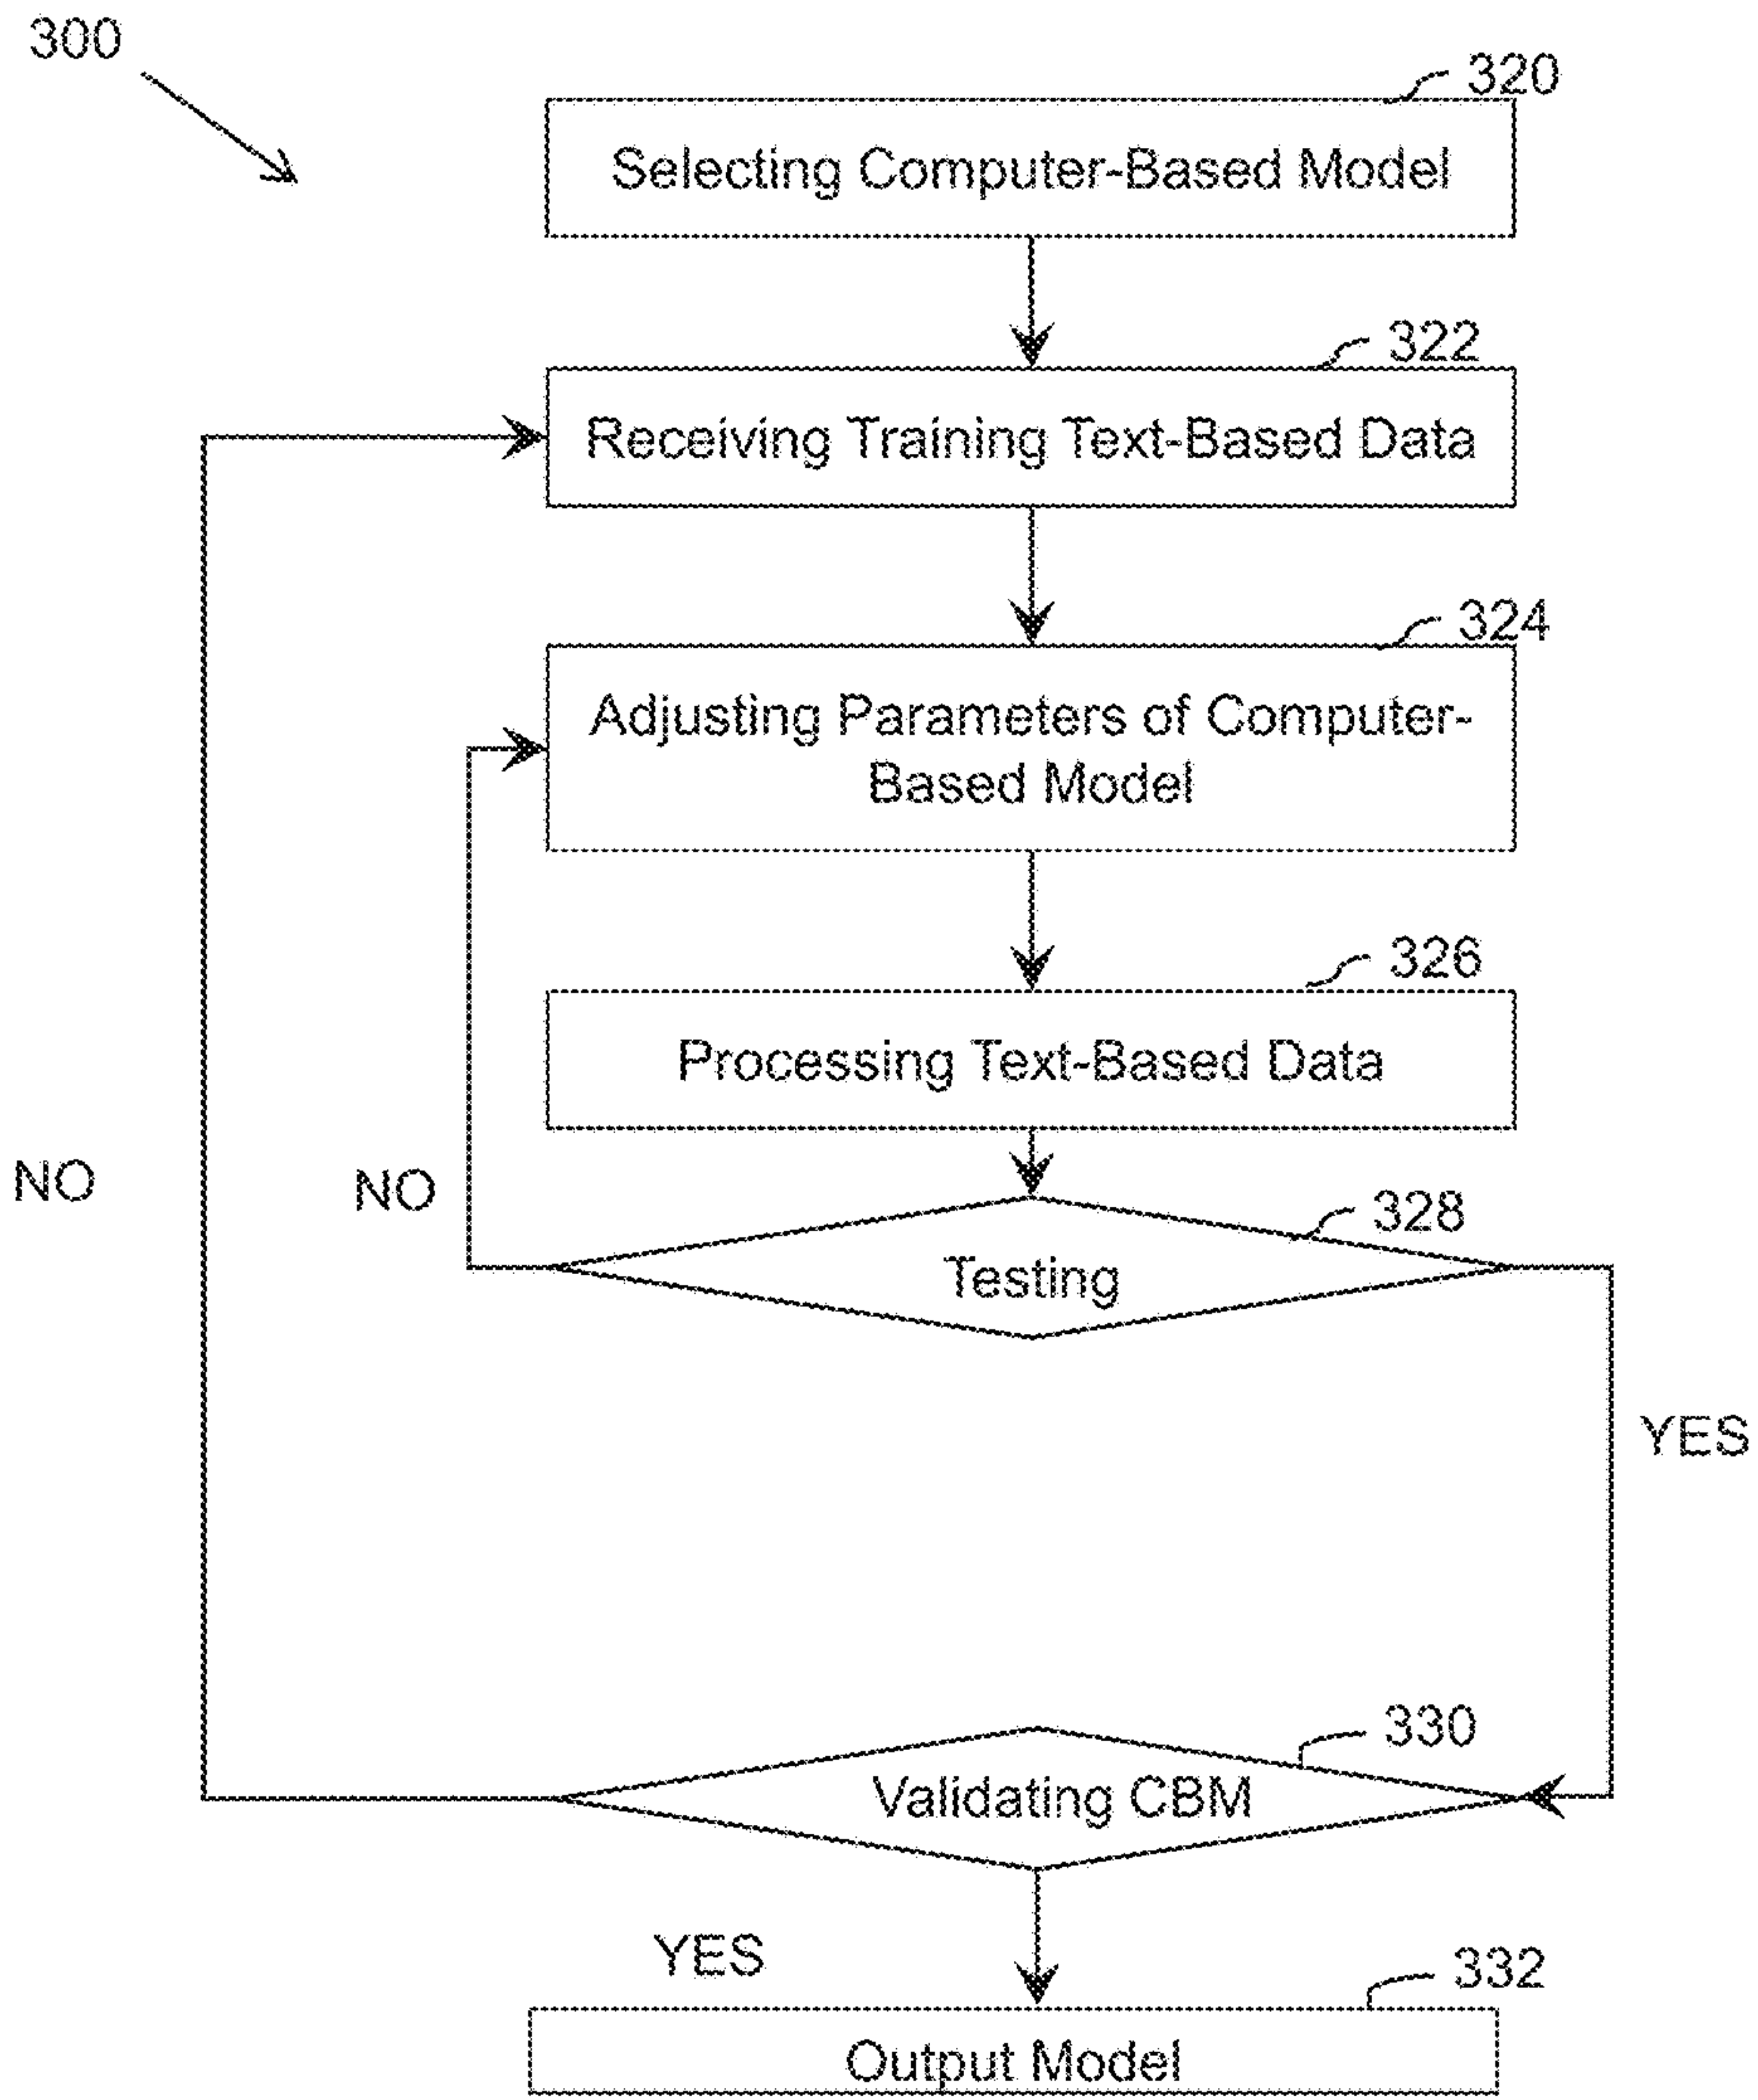 300
320
Selecting Computer-Based Model
322
Receiving Training Text-Based Data
324
Adjusting Parameters of Computer-
Based Model
326
Processing Text-Based Data
NO
NO
328
Testing
YES
330
Validating CBM
YES
332
Output Model